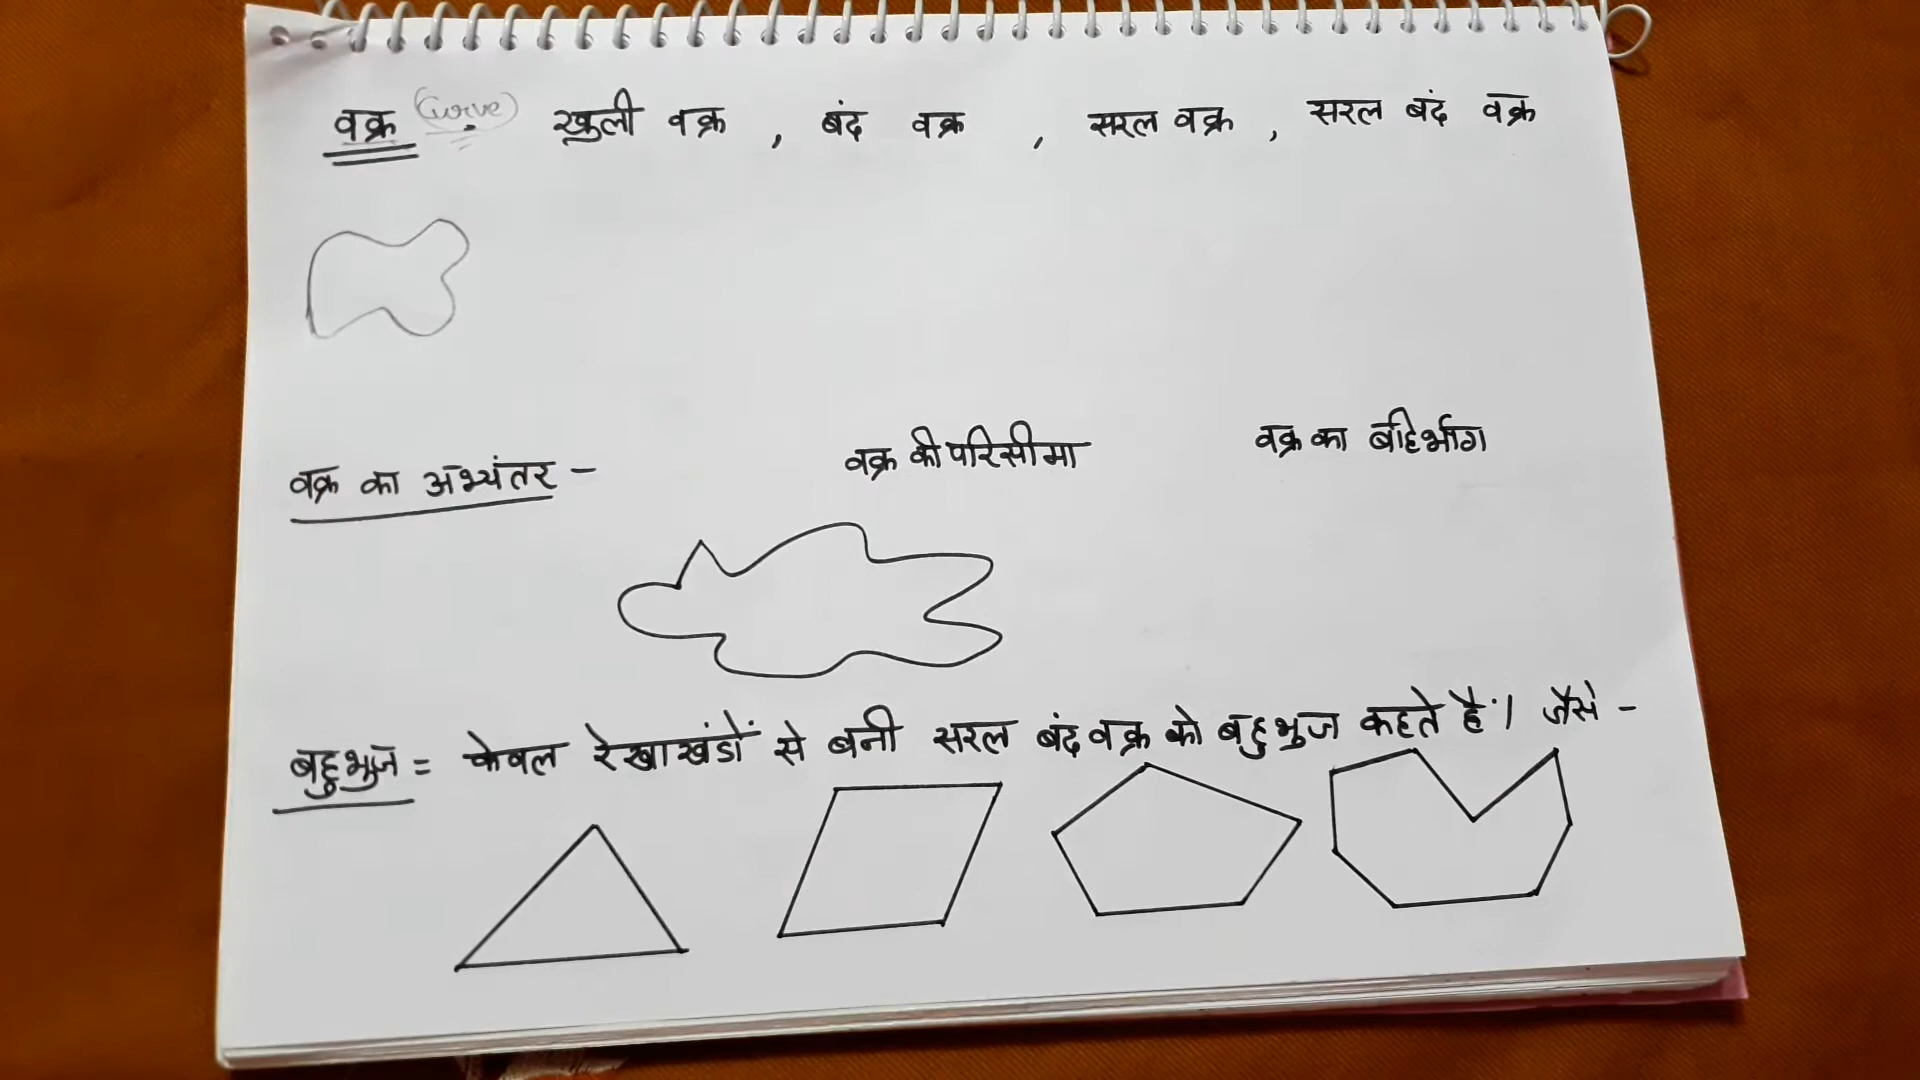 वक्र (Curve) खुली वक्र , बंद वक्र , सरल वक्र , सरल बंद वक्र
वक्र का अभ्यंतर - वक्र की परिसीमा वक्र का बहिर्भाग
बहुभुज = केवल रेखाखंडों से बनी सरल बंद वक्र को बहुभुज कहते हैं। जैसे -